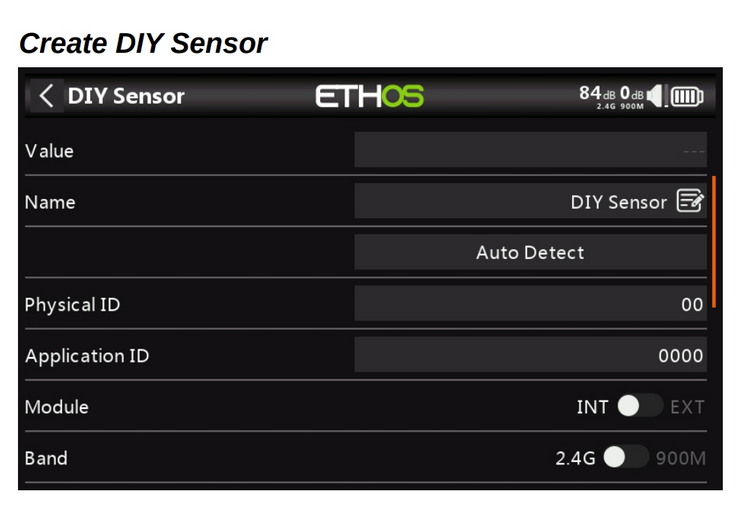 Create DIY Sensor
DIY Sensor ETHOS 84dB 0dB
2.4G 900M
Value ---
Name DIY Sensor
Auto Detect
Physical ID 00
Application ID 0000
Module INT EXT
Band 2.4G 900M